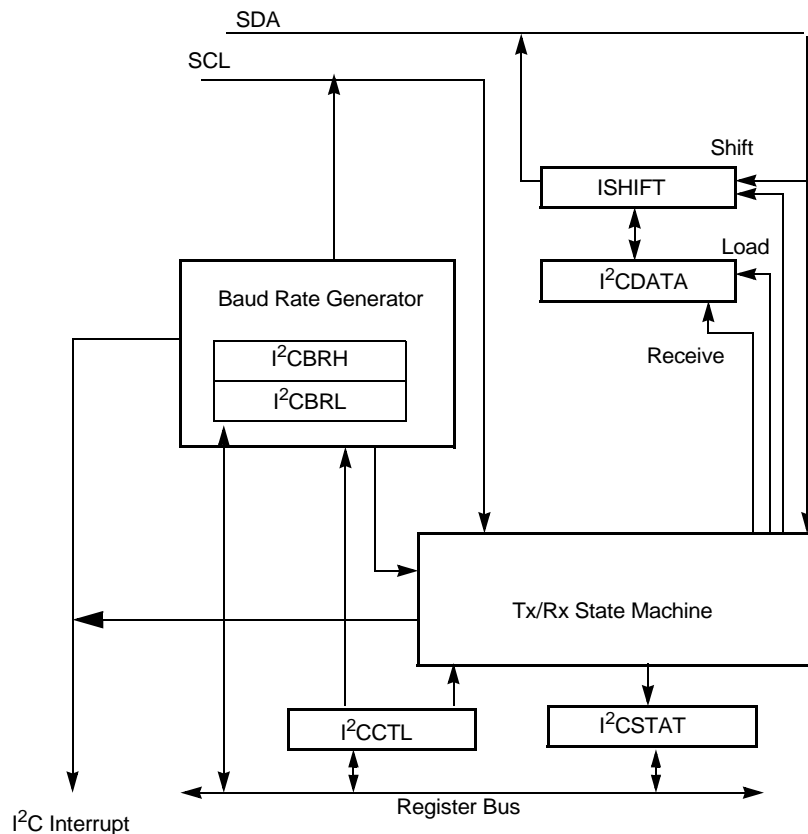 SDA
SCL
Shift
ISHIFT
Load
I²CDATA
Baud Rate Generator
Receive
I²CBRH
I²CBRL
Tx/Rx State Machine
I²CCTL
I²CSTAT
Register Bus
I²C Interrupt